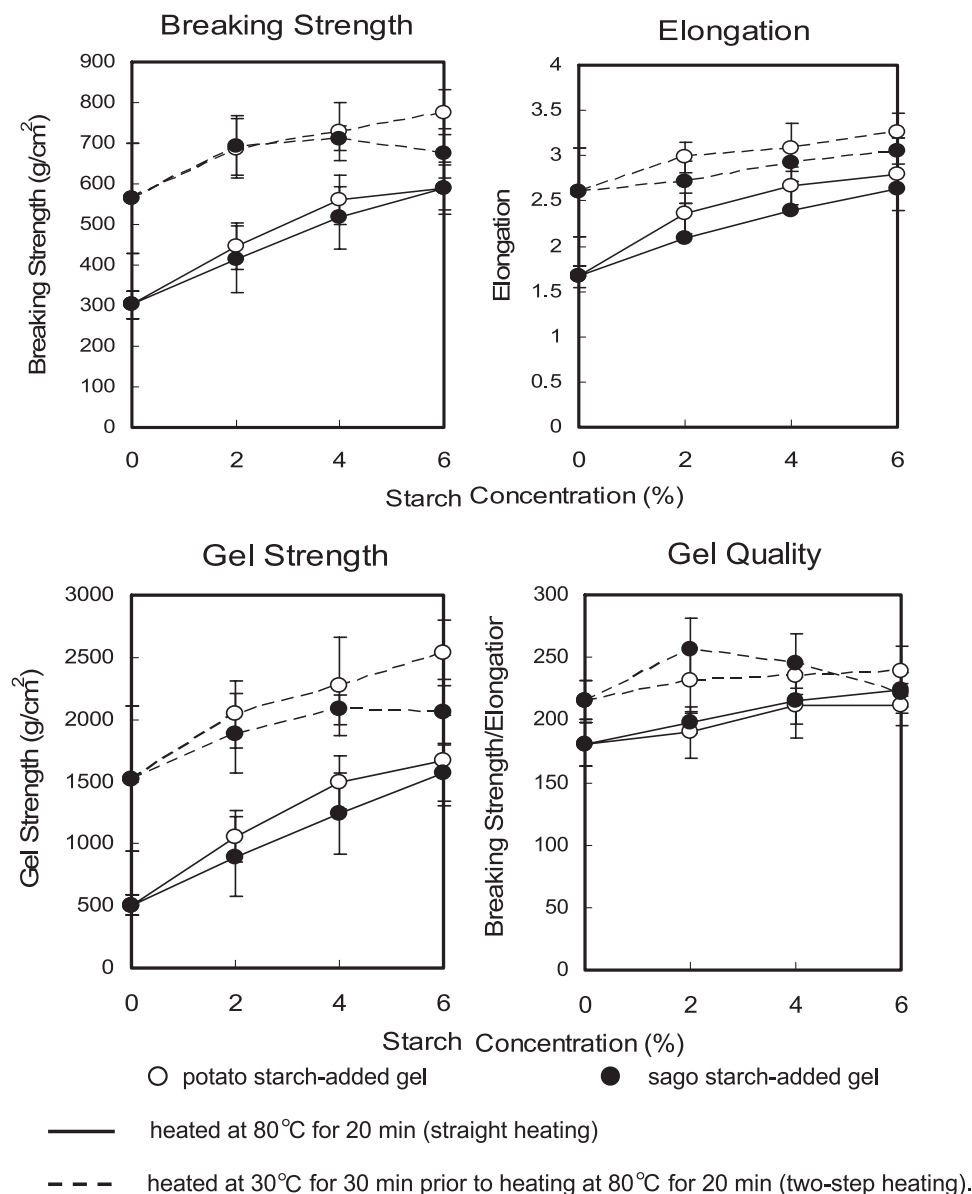 Breaking Strength
Breaking Strength (g/cm²)
900
800
700
600
500
400
300
200
100
0
0 2 4 6
Elongation
Elongation
4
3.5
3
2.5
2
1.5
1
0.5
0
0 2 4 6
Starch Concentration (%)
Gel Strength
Gel Strength (g/cm²)
3000
2500
2000
1500
1000
500
0
0 2 4 6
Gel Quality
Breaking Strength/Elongatior
300
250
200
150
100
50
0
0 2 4 6
Starch Concentration (%)
potato starch-added gel
sago starch-added gel
heated at 80°C for 20 min (straight heating)
heated at 30°C for 30 min prior to heating at 80°C for 20 min (two-step heating).